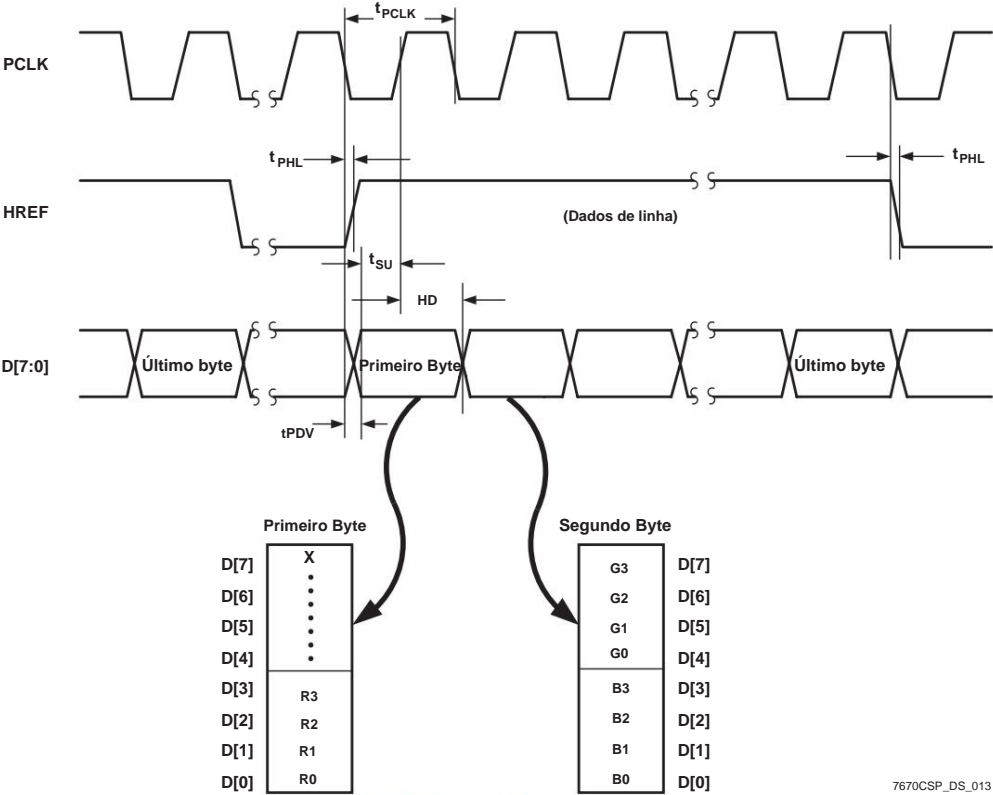 tPCLK
PCLK
tPHL
tPHL
HREF
(Dados de linha)
tSU
HD
D[7:0]
Último byte
Primeiro Byte
Último byte
tPDV
Primeiro Byte
Segundo Byte
D[7] X G3 D[7]
D[6] G2 D[6]
D[5] G1 D[5]
D[4] G0 D[4]
D[3] R3 B3 D[3]
D[2] R2 B2 D[2]
D[1] R1 B1 D[1]
D[0] R0 B0 D[0]
7670CSP_DS_013